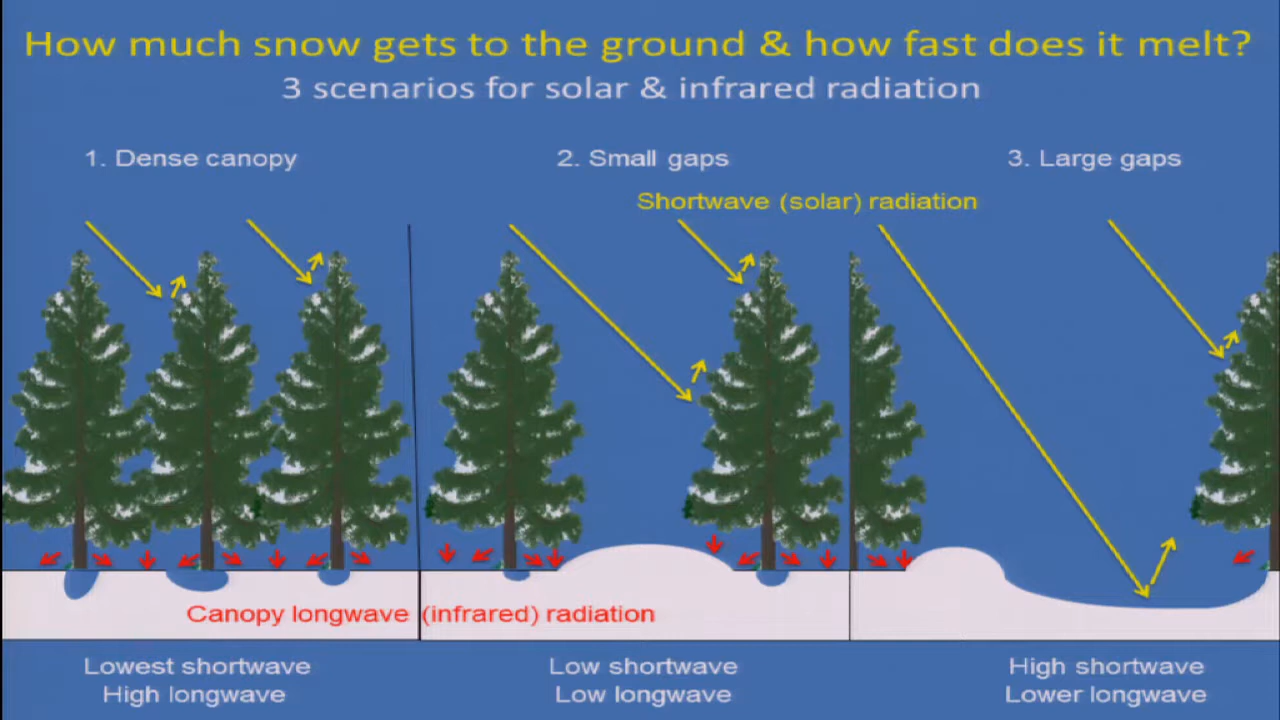 How much snow gets to the ground & how fast does it melt?
3 scenarios for solar & infrared radiation
1. Dense canopy
2. Small gaps
3. Large gaps
Shortwave (solar) radiation
Canopy longwave (infrared) radiation
Lowest shortwave
High longwave
Low shortwave
Low longwave
High shortwave
Lower longwave